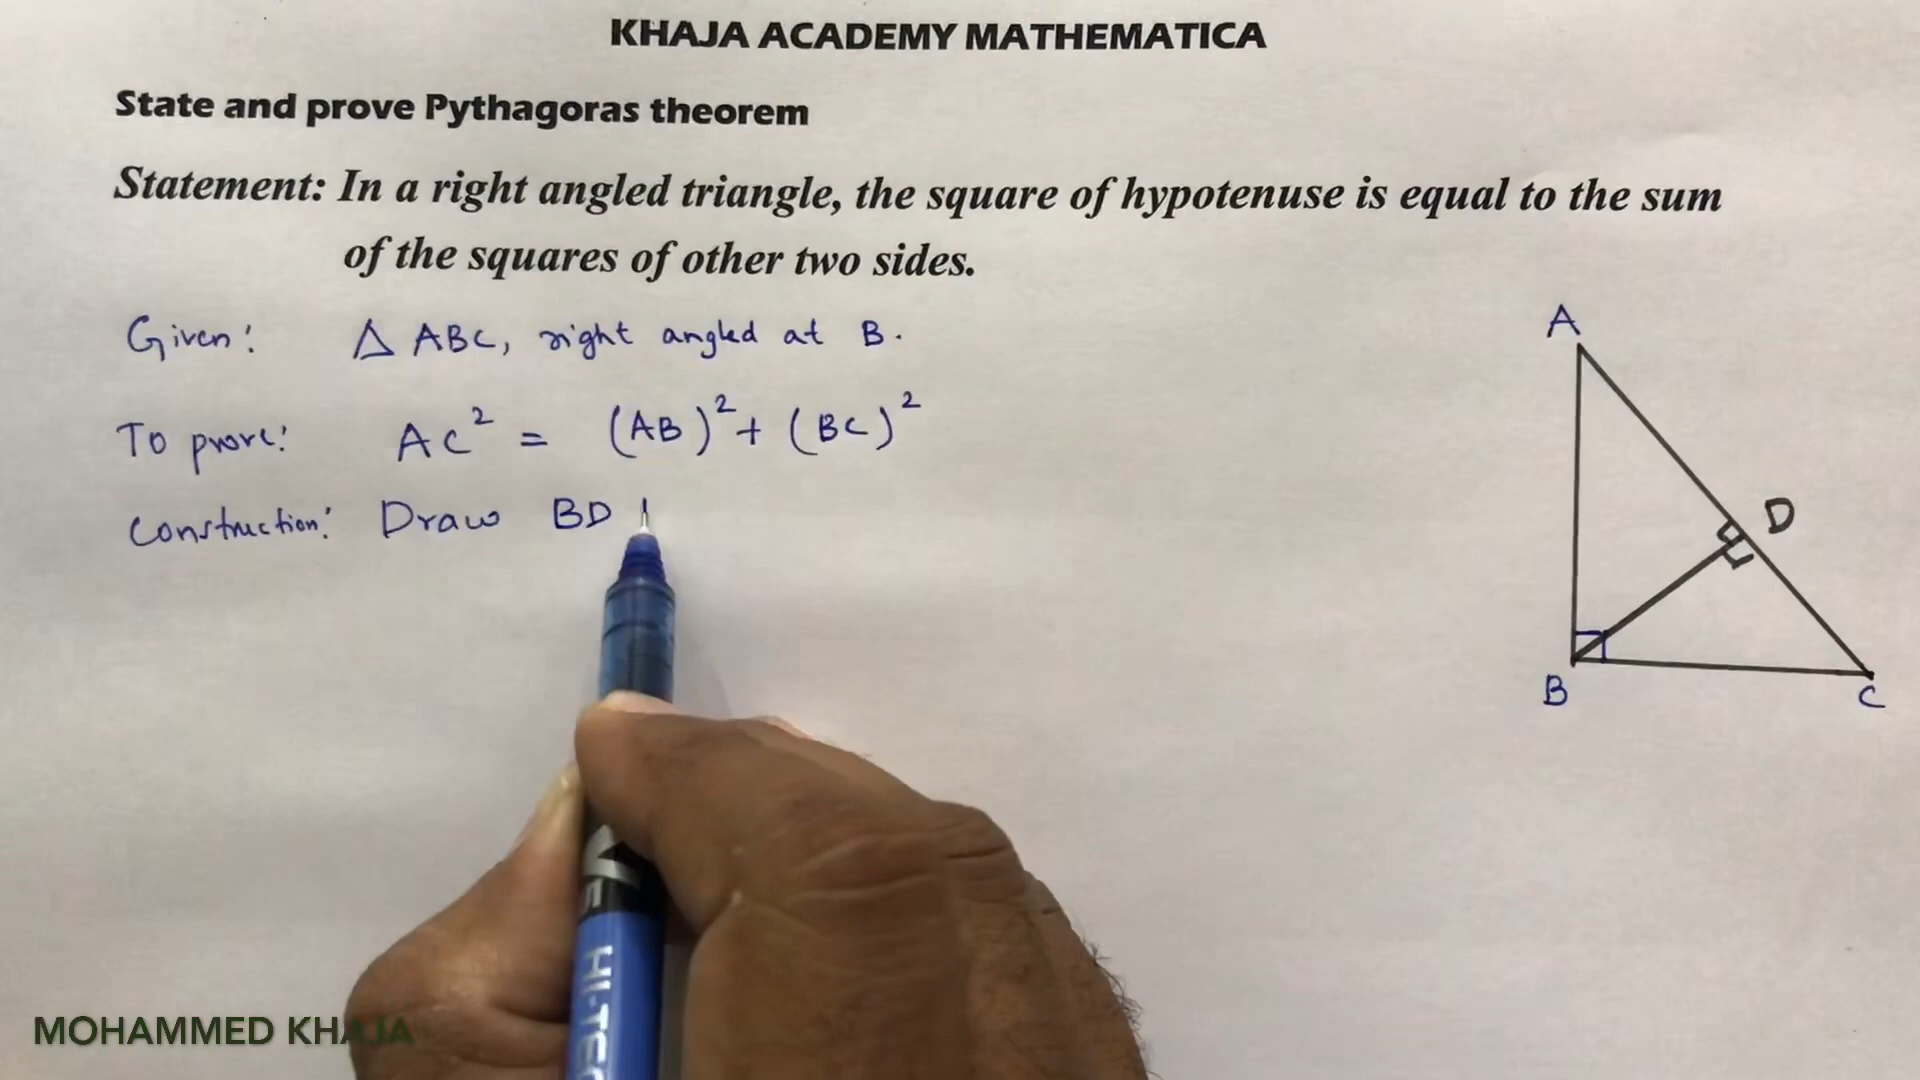 KHAJA ACADEMY MATHEMATICA
State and prove Pythagoras theorem
Statement: In a right angled triangle, the square of hypotenuse is equal to the sum
of the squares of other two sides.
Given: Δ ABC, right angled at B.
To prove: AC² = (AB)² + (BC)²
Construction: Draw BD
A
D
B
C
HI-TEC
MOHAMMED KHAJA